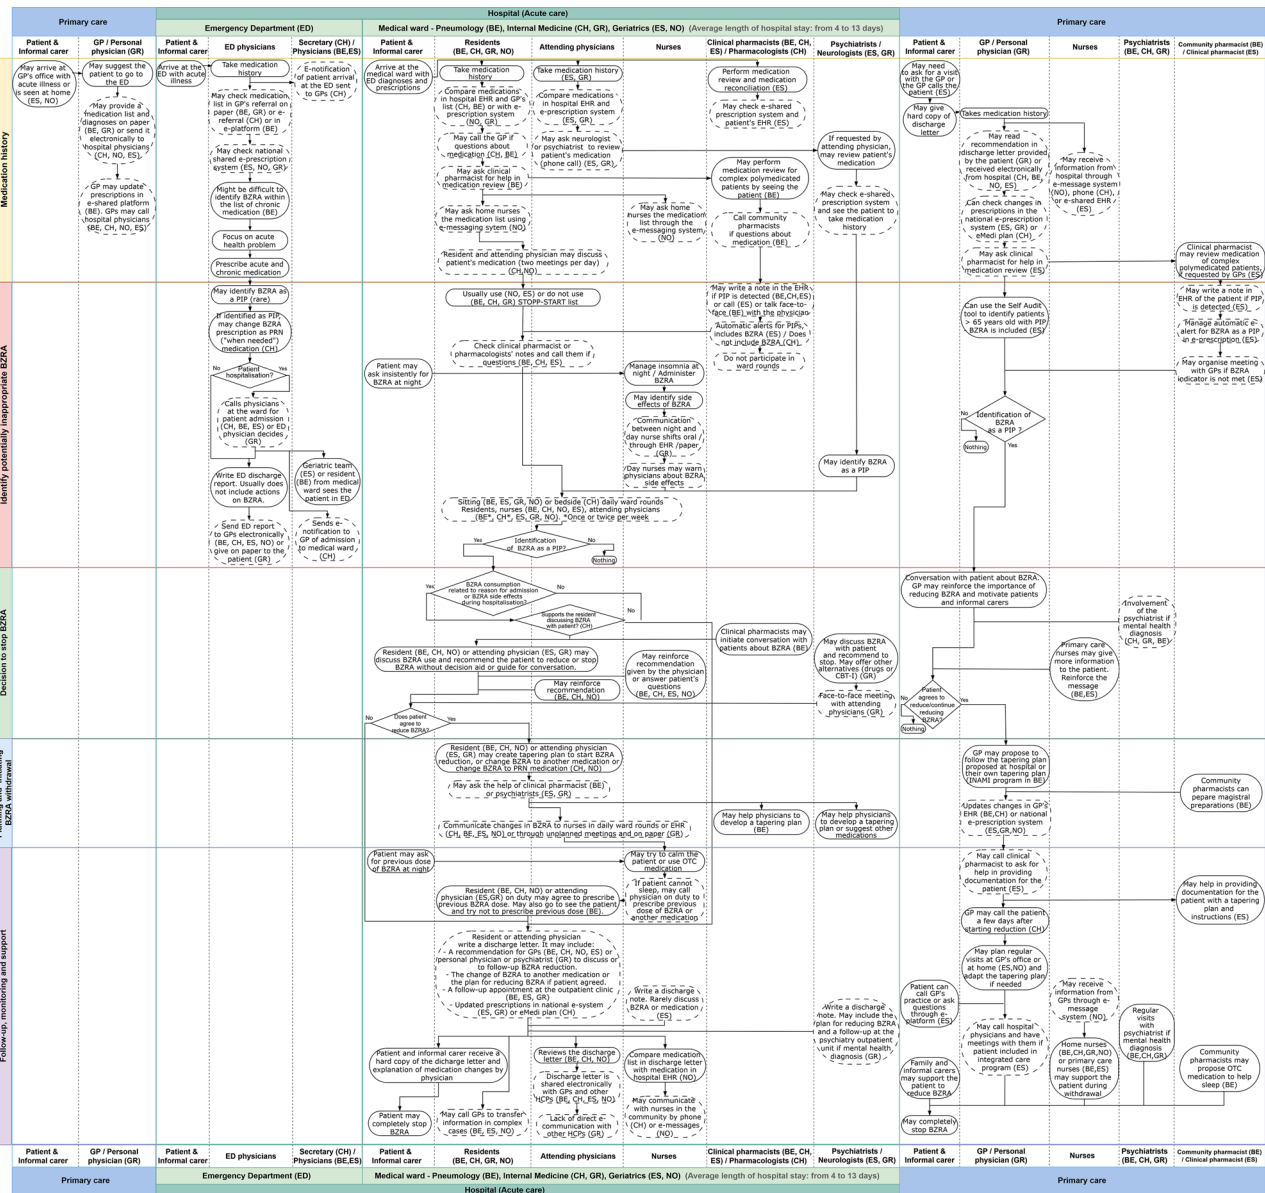 Hospital (Acute care)
Primary care
Emergency Department (ED)
Medical ward - Pneumology (BE), Internal Medicine (CH, GR), Geriatrics (ES, NO) (Average length of hospital stay: from 4 to 13 days)
Primary care
Patient &
Informal carer
GP / Personal
physician (GR)
Patient &
Informal carer
ED physicians
Secretary (CH) /
Physicians (BE,ES)
Patient &
Informal carer
Residents
(BE, CH, GR, NO)
Attending physicians
Nurses
Clinical pharmacists (BE, CH,
ES) / Pharmacologists (CH)
Psychiatrists /
Neurologists (ES, GR)
Patient &
Informal carer
GP / Personal
physician (GR)
Nurses
Psychiatrists
(BE, CH, GR)
Community pharmacist (BE)
/ Clinical pharmacist (ES)
Medication history
May arrive at
GP's office with
acute illness or
is seen at home
(ES, NO)
May suggest the
patient to go to
the ED
May provide a
medication list and
diagnoses on paper
(BE, GR) or send it
electronically to
hospital physicians
(CH, NO, ES)
GP may update
prescriptions in
e-shared platform
(BE). GPs may call
hospital physicians
(BE, CH, NO, ES)
Arrive at the
ED with acute
illness
Take medication
history
May check medication
list in GP's referral on
paper (BE, GR) or e-
referral (CH) or in
e-platform (BE)
May check national
shared e-prescription
system (ES, NO, GR)
Might be difficult to
identify BZRA within
the list of chronic
medication (BE)
Focus on acute
health problem
Prescribe acute and
chronic medication
E-notification
of patient arrival
at the ED sent
to GPs (CH)
Arrive at the
medical ward with
ED diagnoses and
prescriptions
Take medication
history
Compare medications
in hospital EHR and GP's
list (CH, BE) or with e-
prescription system
(NO, GR)
May call the GP if
questions about
medication (CH, BE)
May ask clinical
pharmacist for help in
medication review (BE)
May ask home nurses
the medication list using
e-messaging sytem (NO)
Resident and attending physician may discuss
patient's medication (two meetings per day)
(CH,NO)
Take medication history
(ES, GR)
Compare medications
in hospital EHR and
e-prescription system
(ES, GR)
May ask neurologist
or psychiatrist to review
patient's medication
(phone call) (ES, GR)
May ask home
nurses the medication
list through the
e-messaging system
(NO)
Perform medication
review and medication
reconciliation (ES)
May check e-shared
prescription system and
patient's EHR (ES)
May perform
medication review for
complex polymedicated
patients by seeing the
patient (BE)
Call community
pharmacists
if questions about
medication (BE)
If requested by
attending physician,
may review patient's
medication
May check e-shared
prescription system
and see the patient to
take medication
history
May need
to ask for a visit
with the GP or
the GP calls the
patient (ES)
May give
hard copy of
discharge
letter
Takes medication history
May read
recommendation in
discharge letter provided
by the patient (GR) or
received electronically
from hospital (CH, BE,
NO, ES)
Can check changes in
prescriptions in the
national e-prescription
system (ES, GR) or
eMedi plan (CH)
May ask clinical
pharmacist for help in
medication review (ES)
May receive
information from
hospital through
e-message system
(NO), phone (CH),
or e-shared EHR
(ES)
Clinical pharmacist
may review medication
of complex
polymedicated patients,
if requested by GPs (ES)
Identify potentially inappropriate BZRA
May identify BZRA as
a PIP (rare)
If identified as PIP,
may change BZRA
prescription as PRN
("when needed")
medication (CH)
No
Patient
hospitalisation?
Yes
Calls physicians
at the ward for
patient admission
(CH, BE, ES) or ED
physician decides
(GR)
Write ED discharge
report. Usually does
not include actions
on BZRA.
Send ED report
to GPs electronically
(BE, CH, ES, NO) or
give on paper to the
patient (GR)
Geriatric team
(ES) or resident
(BE) from medical
ward sees the
patient in ED
Sends e-
notification to
GP of admission
to medical ward
(CH)
Usually use (NO, ES) or do not use
(BE, CH, GR) STOPP-START list
Check clinical pharmacist or
pharmacologists' notes and call them if
questions (BE, CH, ES)
Patient may
ask insistently for
BZRA at night
Manage insomnia at
night / Administer
BZRA
May identify side
effects of BZRA
Communication
between night and
day nurse shifts oral /
through EHR /paper
(GR)
Day nurses may warn
physicians about BZRA
side effects
May write a note in the EHR
if PIP is detected (BE,CH,ES)
or call (ES) or talk face-to-
face (BE) with the physician
Automatic alerts for PIPs,
includes BZRA (ES) / Does
not include BZRA (CH)
Do not participate in
ward rounds
May identify BZRA
as a PIP
Sitting (BE, ES, GR, NO) or bedside (CH) daily ward rounds
Residents, nurses (BE, CH, NO, ES), attending physicians
(BE*, CH*, ES, GR, NO). *Once or twice per week
Yes
Identification
of BZRA as a PIP?
No
Nothing
Can use the Self Audit
tool to identify patients
> 65 years old with PIP
BZRA is included (ES)
No
Identification of
BZRA
as a PIP ?
Nothing
Yes
May write a note in
EHR of the patient if PIP
is detected (ES)
Manage automatic e-
alert for BZRA as a PIP
in e-prescription (ES)
May organise meeting
with GPs if BZRA
indicator is not met (ES)
Decision to stop BZRA
Yes
BZRA consumption
related to reason for admission
or BZRA side effects
during hospitalisation?
No
Supports the resident
discussing BZRA
with patient? (CH)
No
Yes
Resident (BE, CH, NO) or attending physician (ES, GR) may
discuss BZRA use and recommend the patient to reduce or stop
BZRA without decision aid or guide for conversation.
May reinforce
recommendation
(BE, CH, NO)
May reinforce
recommendation
given by the physician
or answer patient's
questions
(BE, CH, ES, NO)
Clinical pharmacists may
initiate conversation with
patients about BZRA (BE)
May discuss BZRA
with patient
and recommend to
stop. May offer other
alternatives (drugs or
CBT-I) (GR)
Face-to-face meeting
with attending
physicians (GR)
No
Does patient
agree to
reduce BZRA?
Yes
Conversation with patient about BZRA.
GP may reinforce the importance of
reducing BZRA and motivate patients
and informal carers
Involvement of
the psychiatrist if
mental health
diagnosis
(CH, GR, BE)
Primary care
nurses may give
more information
to the patient.
Reinforce the
message
(BE,ES)
No
Patient
agrees to
reduce/continue
reducing
BZRA?
Yes
Nothing
BZRA withdrawal
Resident (BE, CH, NO) or attending physician
(ES, GR) may create tapering plan to start BZRA
reduction, or change BZRA to another medication or
change BZRA to PRN medication (CH, NO)
May ask the help of clinical pharmacist (BE)
or psychiatrists (ES, GR)
Communicate changes in BZRA to nurses in daily ward rounds or EHR
(CH, BE, ES, NO) or through unplanned meetings and on paper (GR)
May help physicians to
develop a tapering plan
(BE)
May help physicians
to develop a tapering
plan or suggest other
medications
GP may propose to
follow the tapering plan
proposed at hospital or
their own tapering plan
(INAMI program in BE)
Updates changes in GP's
EHR (BE,CH) or national
e-prescription system
(ES,GR,NO)
Community
pharmacists can
pepare magistral
preparations (BE)
Follow-up, monitoring and support
Patient may ask
for previous dose
of BZRA at night
May try to calm the
patient or use OTC
medication
If patient cannot
sleep, may call
physician on duty to
prescribe previous
dose of BZRA or
another medication
Resident (BE, CH, NO) or attending
physician (ES,GR) on duty may agree to prescribe
previous BZRA dose. May also go to see the patient
and try not to prescribe previous dose (BE).
Resident or attending physician
write a discharge letter. It may include:
- A recommendation for GPs (BE, CH, NO, ES) or
personal physician or psychiatrist (GR) to discuss or
to follow-up BZRA reduction.
- The change of BZRA to another medication or
the plan for reducing BZRA if patient agreed.
- A follow-up appointment at the outpatient clinic
(BE, ES, GR)
- Updated prescriptions in national e-system
(ES, GR) or eMedi plan (CH)
Write a discharge
note. Rarely discuss
BZRA or medication
(ES)
Write a discharge
note. May include the
plan for reducing BZRA
and a follow-up at the
psychiatry outpatient
unit if mental health
diagnosis (GR)
Patient and informal carer receive a
hard copy of the dicharge letter and
explanation of medication changes by
physician
Patient may
completely stop
BZRA
May call GPs to transfer
information in complex
cases (BE, ES, NO)
Reviews the discharge
letter (BE, CH, NO)
Discharge letter is
shared electronically
with GPs and other
HCPs (BE, CH, ES, NO)
Lack of direct e-
communication with
other HCPs (GR)
Compare medication
list in discharge letter
with medication in
hospital EHR (NO)
May communicate
with nurses in the
community by phone
(CH) or e-messages
(NO)
May call clinical
pharmacist to ask for
help in providing
documentation for the
patient (ES)
GP may call the patient
a few days after
starting reduction (CH)
May plan regular
visits at GP's office or
at home (ES,NO) and
adapt the tapering plan
if needed
May call hospital
physicians and have
meetings with them if
patient included in
integrated care
program (ES)
Patient can
call GP's
practice or ask
questions
through e-
platform (ES)
Family and
informal carers
may support the
patient to
reduce BZRA
May completely
stop BZRA
May receive
information from
GPs through e-
message
system (NO).
Home nurses
(BE,CH,GR,NO)
or primary care
nurses (BE,ES)
may support the
patient during
withdrawal
Regular
visits
with
psychiatrist if
mental health
diagnosis
(BE,CH,GR)
May help in providing
documentation for the
patient with a tapering
plan and
instructions (ES)
Community
pharmacists may
propose OTC
medication to help
sleep (BE)
Patient &
Informal carer
GP / Personal
physician (GR)
Patient &
Informal carer
ED physicians
Secretary (CH) /
Physicians (BE,ES)
Patient &
Informal carer
Residents
(BE, CH, GR, NO)
Attending physicians
Nurses
Clinical pharmacists (BE, CH,
ES) / Pharmacologists (CH)
Psychiatrists /
Neurologists (ES, GR)
Patient &
Informal carer
GP / Personal
physician (GR)
Nurses
Psychiatrists
(BE, CH, GR)
Community pharmacist (BE)
/ Clinical pharmacist (ES)
Primary care
Emergency Department (ED)
Medical ward - Pneumology (BE), Internal Medicine (CH, GR), Geriatrics (ES, NO) (Average length of hospital stay: from 4 to 13 days)
Primary care
Hospital (Acute care)